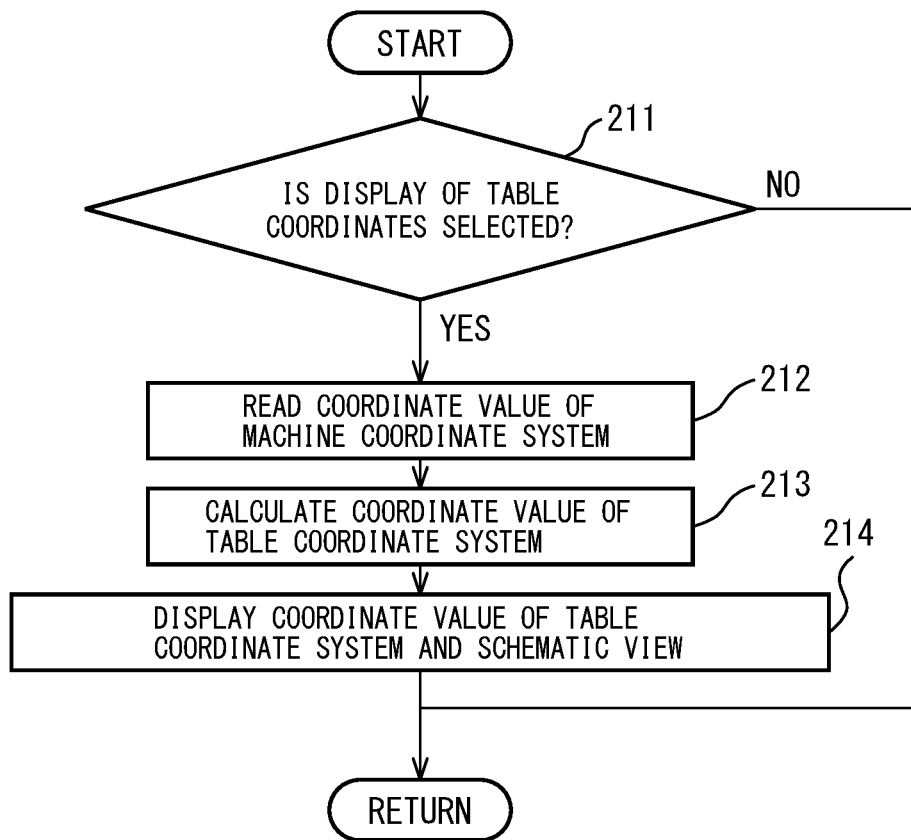 START
211
IS DISPLAY OF TABLE
COORDINATES SELECTED?
NO
YES
212
READ COORDINATE VALUE OF
MACHINE COORDINATE SYSTEM
213
CALCULATE COORDINATE VALUE OF
TABLE COORDINATE SYSTEM
214
DISPLAY COORDINATE VALUE OF TABLE
COORDINATE SYSTEM AND SCHEMATIC VIEW
RETURN